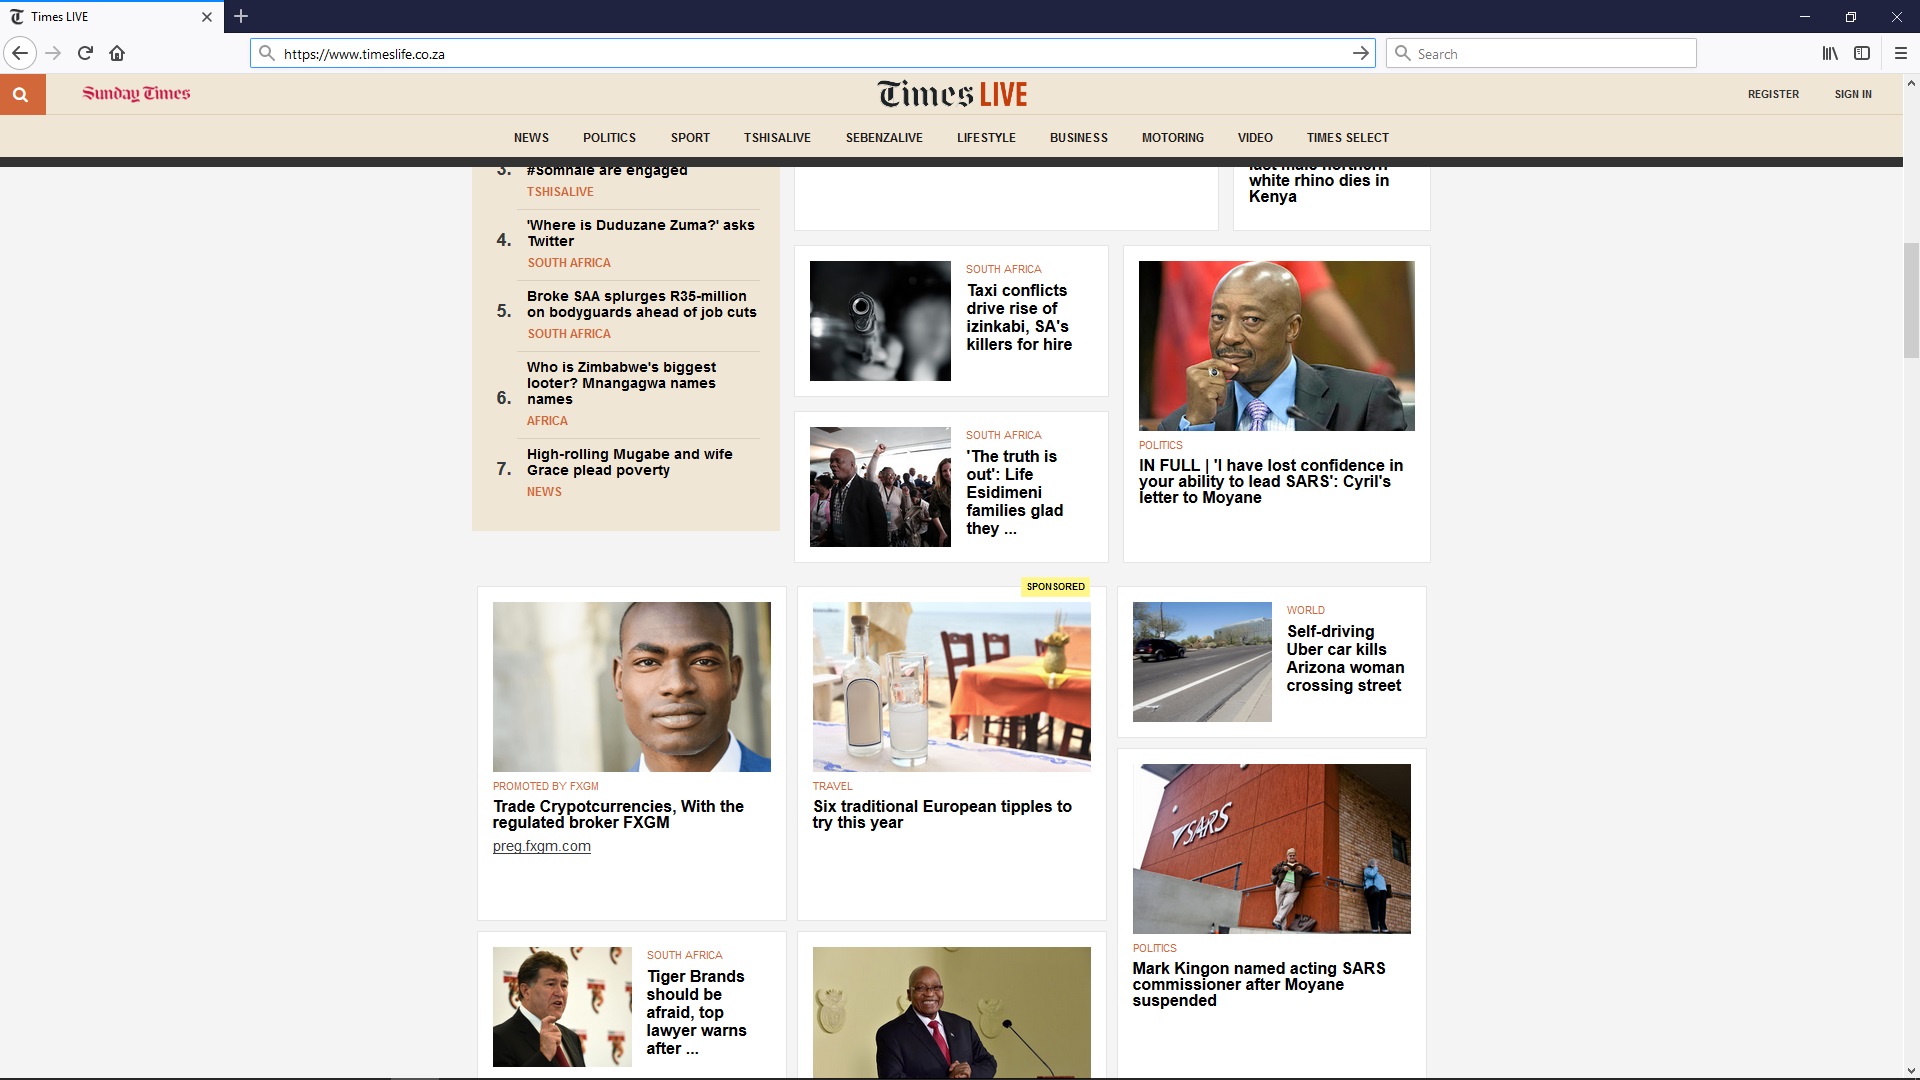 Times LIVE
https://www.timeslife.co.za
Search
Sunday Times
Times LIVE
REGISTER
SIGN IN
NEWS
POLITICS
SPORT
TSHISALIVE
SEBENZALIVE
LIFESTYLE
BUSINESS
MOTORING
VIDEO
TIMES SELECT
3.
#Somhale are engaged
TSHISALIVE
4.
'Where is Duduzane Zuma?' asks
Twitter
SOUTH AFRICA
5.
Broke SAA splurges R35-million
on bodyguards ahead of job cuts
SOUTH AFRICA
6.
Who is Zimbabwe's biggest
looter? Mnangagwa names
names
AFRICA
7.
High-rolling Mugabe and wife
Grace plead poverty
NEWS
last male northern
white rhino dies in
Kenya
SOUTH AFRICA
Taxi conflicts
drive rise of
izinkabi, SA's
killers for hire
SOUTH AFRICA
'The truth is
out': Life
Esidimeni
families glad
they ...
POLITICS
IN FULL | 'I have lost confidence in
your ability to lead SARS': Cyril's
letter to Moyane
PROMOTED BY FXGM
Trade Crypotcurrencies, With the
regulated broker FXGM
preg.fxgm.com
SPONSORED
TRAVEL
Six traditional European tipples to
try this year
WORLD
Self-driving
Uber car kills
Arizona woman
crossing street
SARS
POLITICS
Mark Kingon named acting SARS
commissioner after Moyane
suspended
SOUTH AFRICA
Tiger Brands
should be
afraid, top
lawyer warns
after ...